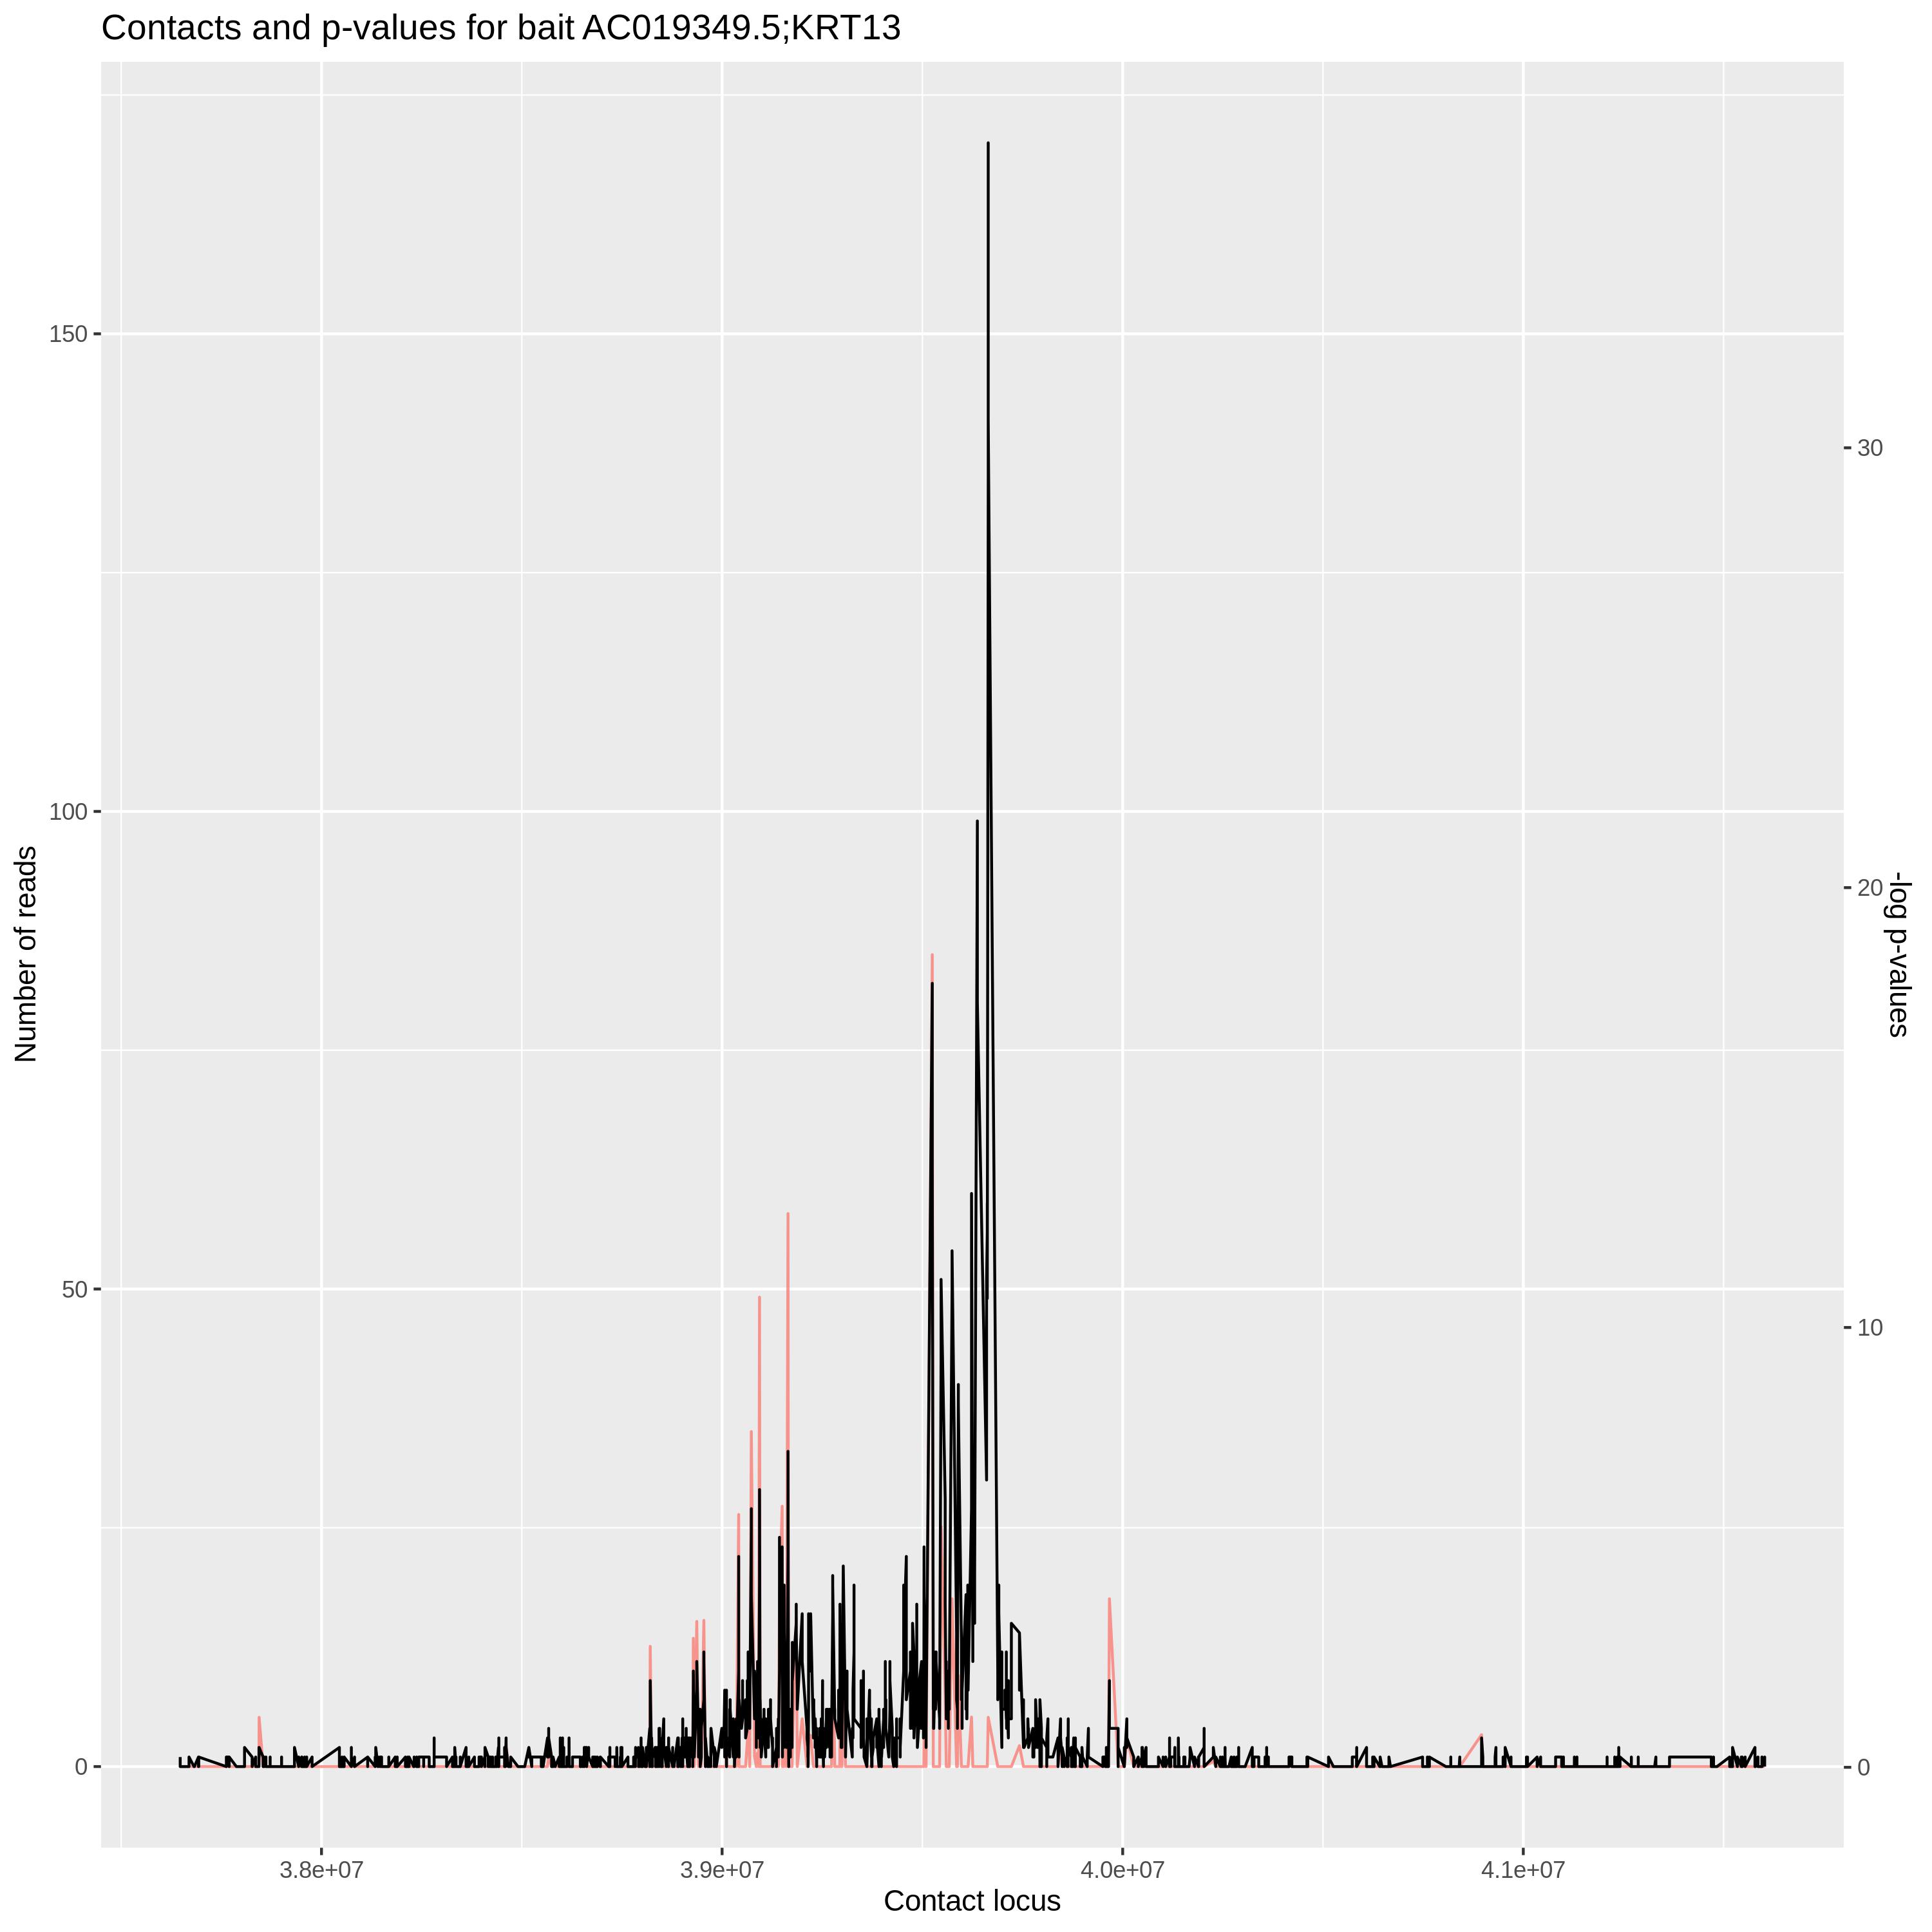 Contacts and p-values for bait AC019349.5;KRT13
150
100
50
0
Number of reads
30
20
10
0
-log p-values
3.8e+07
3.9e+07
4.0e+07
4.1e+07
Contact locus